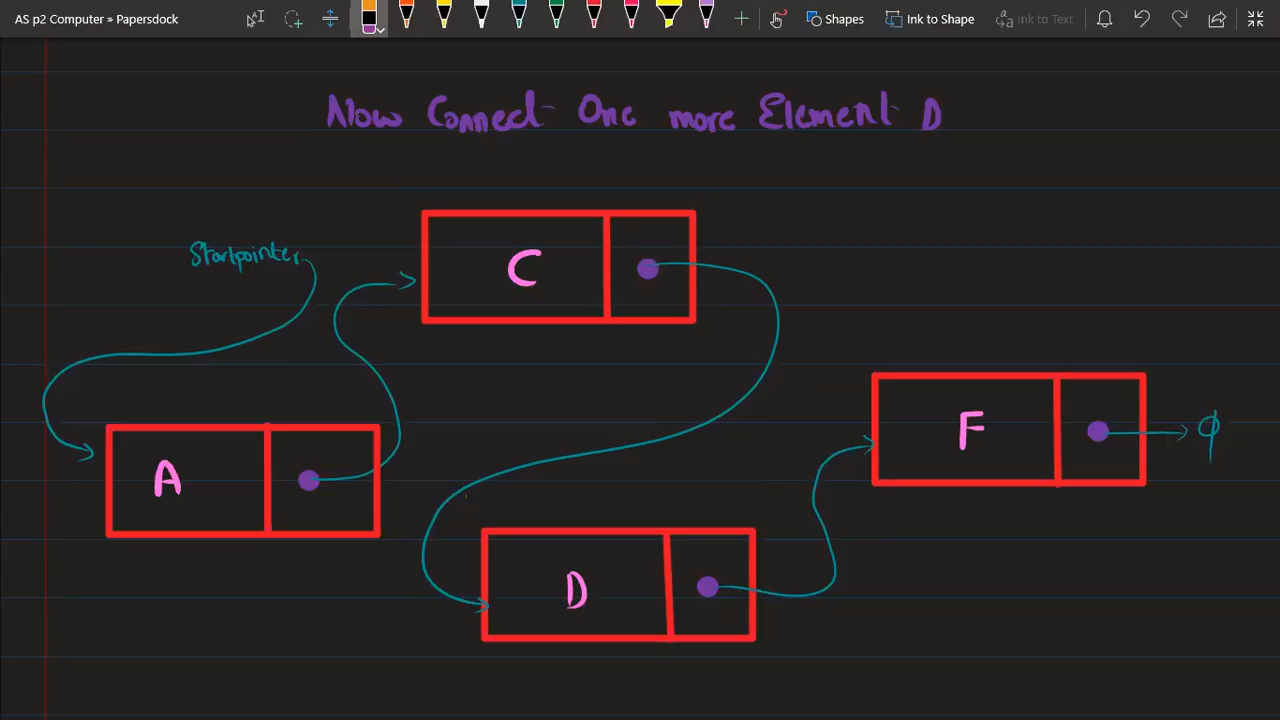 AS p2 Computer » Papersdock
Shapes
Ink to Shape
Ink to Text
Now Connect One more Element D
Startpointer
C
F
φ
A
D